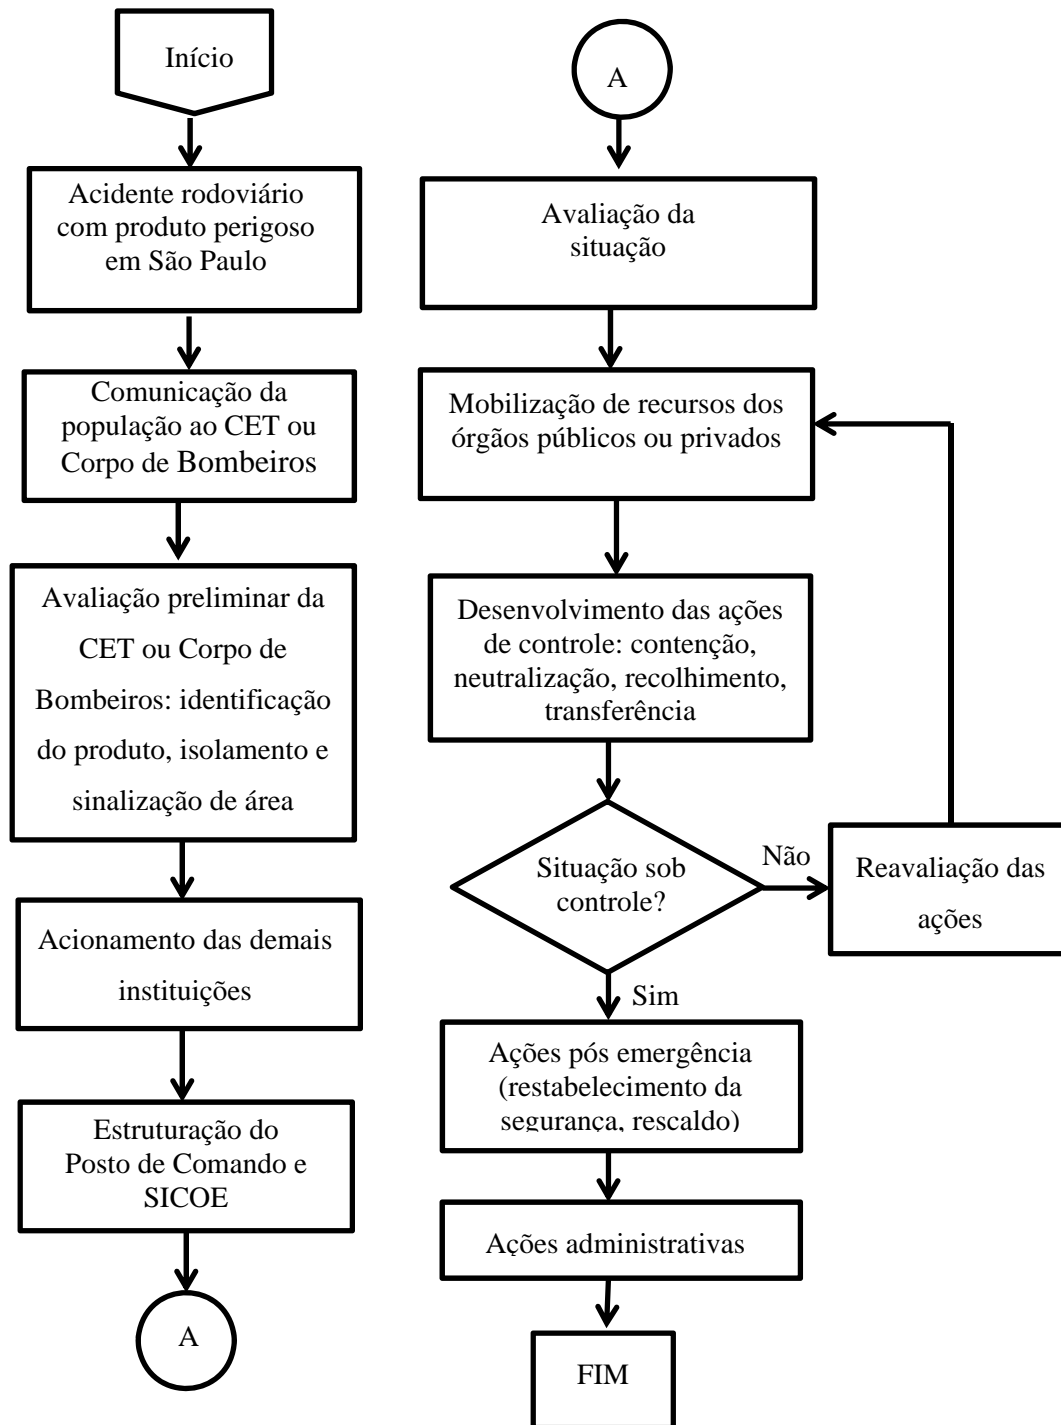 Início
Acidente rodoviário
com produto perigoso
em São Paulo
Comunicação da
população ao CET ou
Corpo de Bombeiros
Avaliação preliminar da
CET ou Corpo de
Bombeiros: identificação
do produto, isolamento e
sinalização de área
Acionamento das demais
instituições
Estruturação do
Posto de Comando e
SICOE
A
A
Avaliação da
situação
Mobilização de recursos dos
órgãos públicos ou privados
Desenvolvimento das ações
de controle: contenção,
neutralização, recolhimento,
transferência
Situação sob
controle?
Não
Reavaliação das
ações
Sim
Ações pós emergência
(restabelecimento da
segurança, rescaldo)
Ações administrativas
FIM